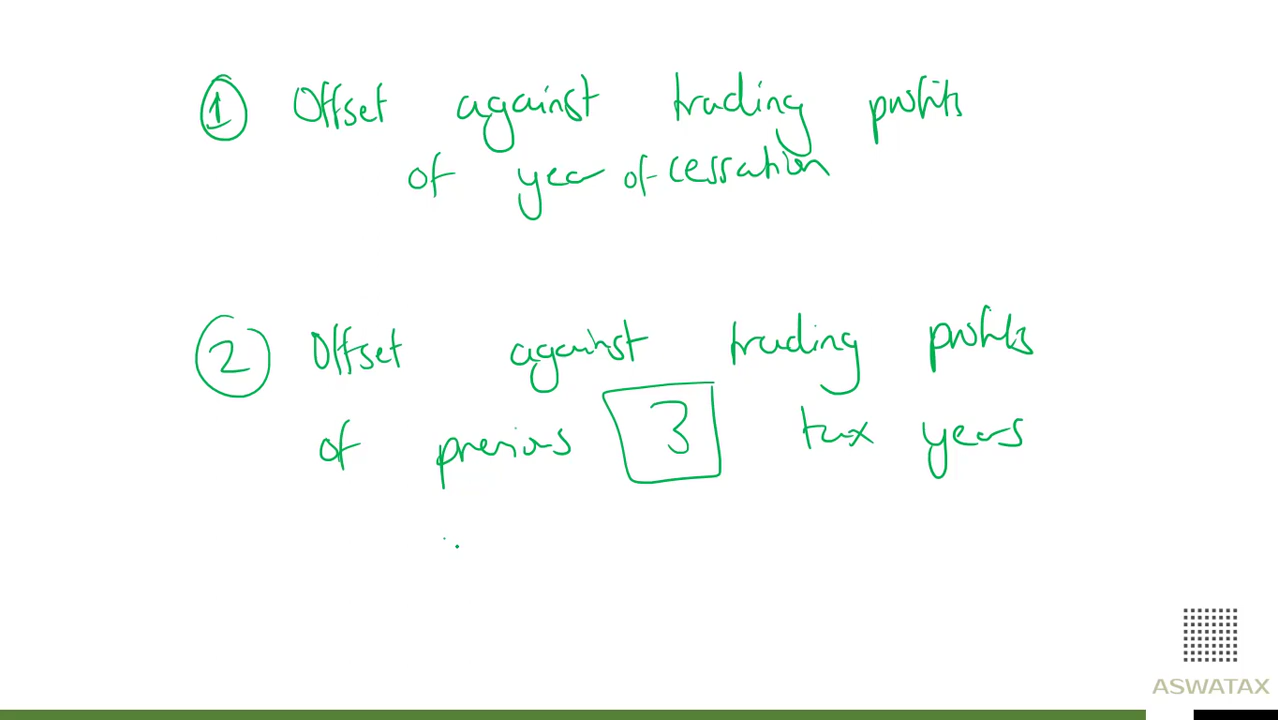 1 Offset against trading profits
of year of cessation
2 Offset against trading profits
of previous 3 tax years
ASWATAX